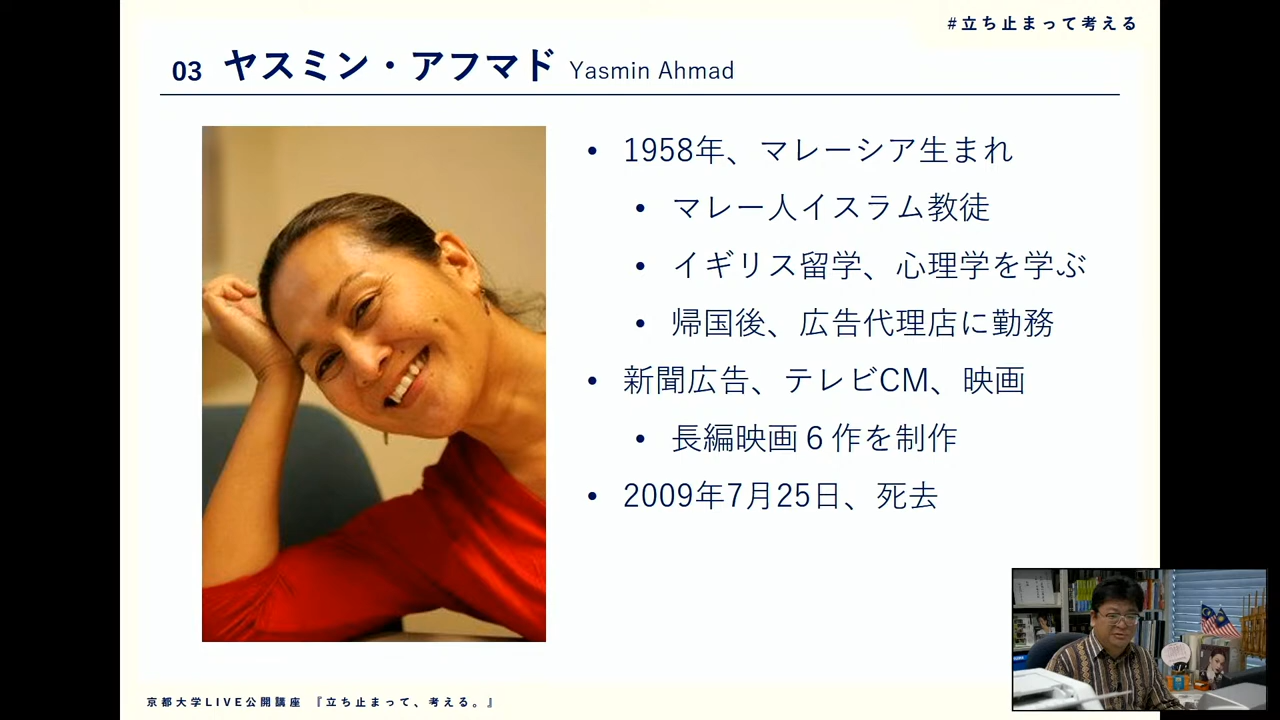 #立ち止まって考える
03 ヤスミン・アフマド Yasmin Ahmad
• 1958年、マレーシア生まれ
• マレー人イスラム教徒
• イギリス留学、心理学を学ぶ
• 帰国後、広告代理店に勤務
• 新聞広告、テレビCM、映画
• 長編映画６作を制作
• 2009年7月25日、死去
京都大学LIVE公開講座 『立ち止まって、考える。』